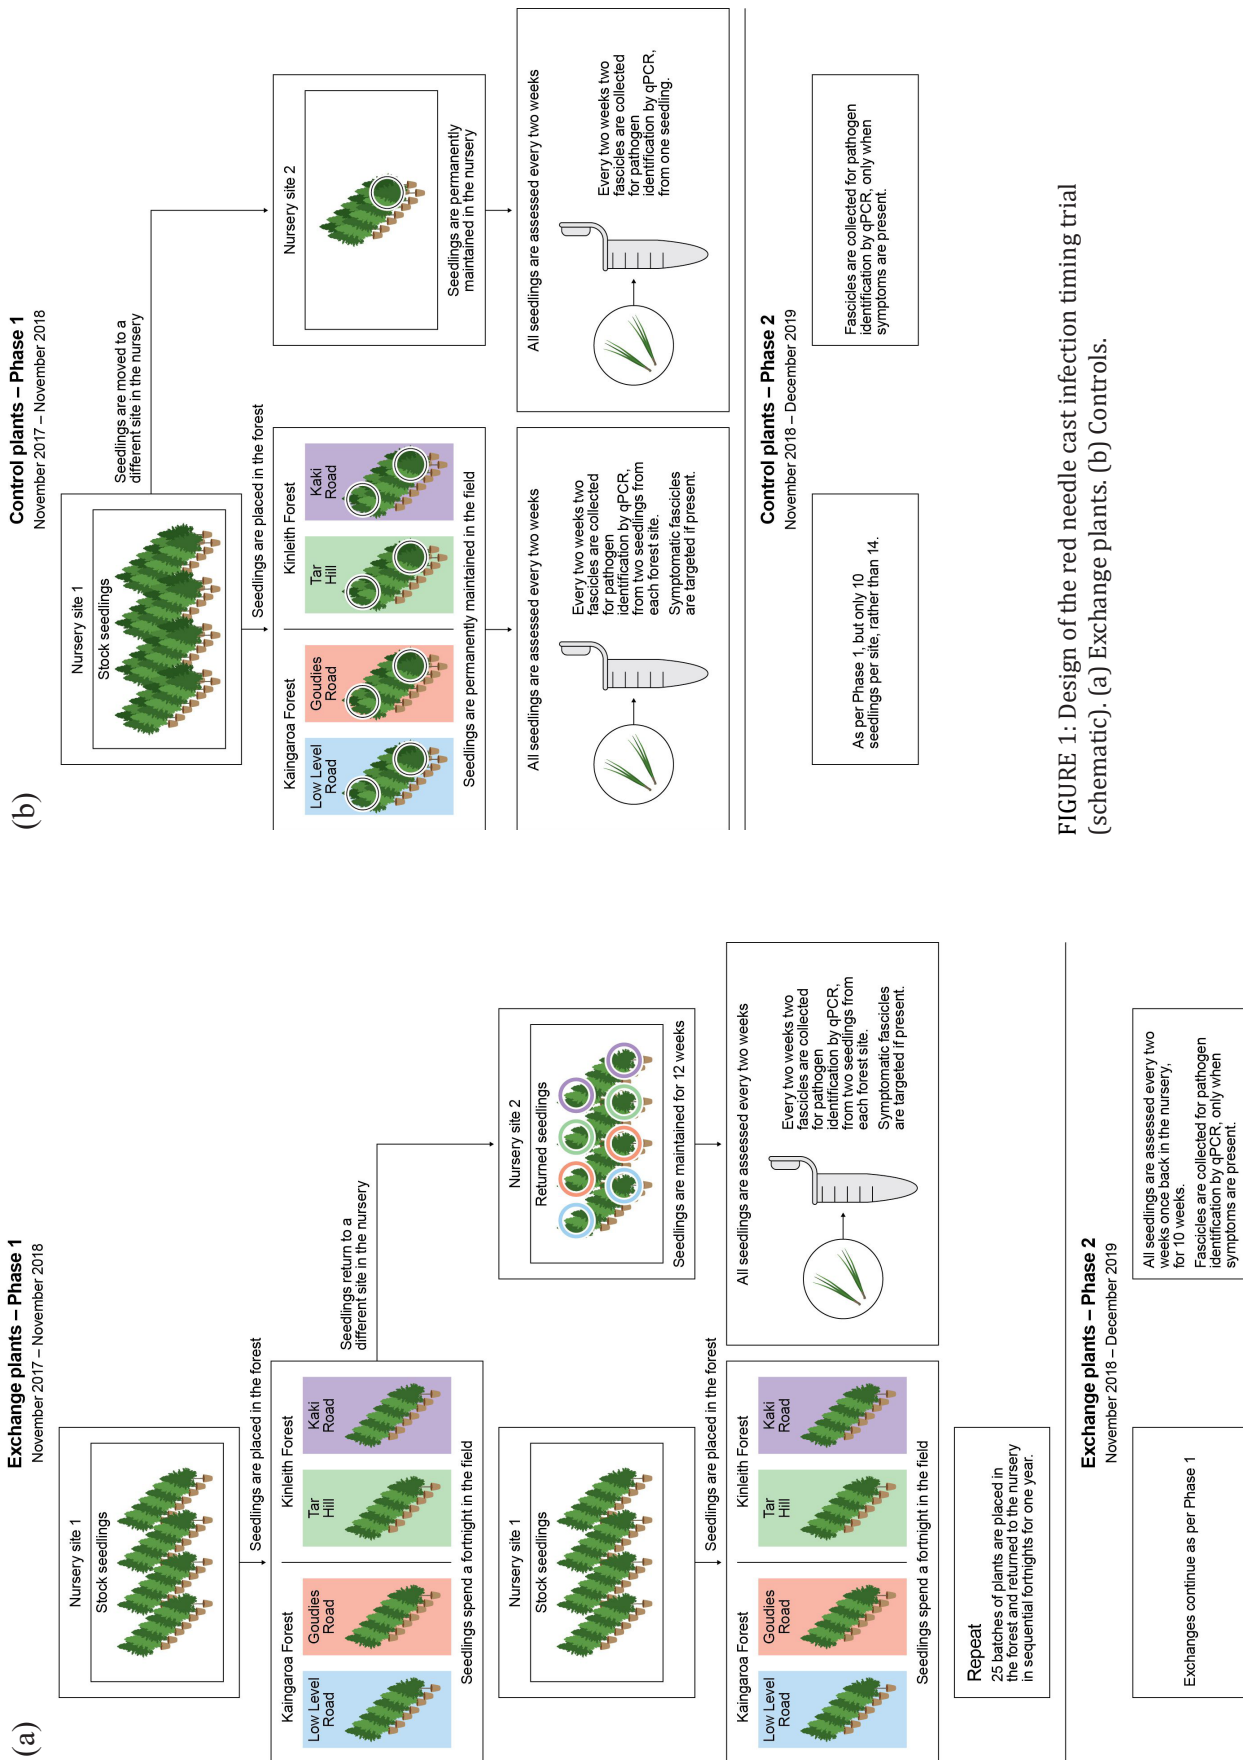 (a)
Exchange plants – Phase 1
November 2017 – November 2018
Nursery site 1
Stock seedlings
Seedlings are placed in the forest
Kaingaroa Forest
Kinleith Forest
Low Level
Road
Goudies
Road
Tar
Hill
Kaki
Road
Seedlings spend a fortnight in the field
Seedlings return to a
different site in the nursery
Nursery site 2
Returned seedlings
Seedlings are maintained for 12 weeks
Nursery site 1
Stock seedlings
Seedlings are placed in the forest
Kaingaroa Forest
Kinleith Forest
Low Level
Road
Goudies
Road
Tar
Hill
Kaki
Road
Seedlings spend a fortnight in the field
All seedlings are assessed every two weeks
Every two weeks two
fascicles are collected
for pathogen
identification by qPCR,
from two seedlings from
each forest site.
Symptomatic fascicles
are targeted if present.
Repeat
25 batches of plants are placed in
the forest and returned to the nursery
in sequential fortnights for one year.
Exchange plants – Phase 2
November 2018 – December 2019
Exchanges continue as per Phase 1
All seedlings are assessed every two
weeks once back in the nursery,
for 10 weeks.
Fascicles are collected for pathogen
identification by qPCR, only when
symptoms are present.
(b)
Control plants – Phase 1
November 2017 – November 2018
Nursery site 1
Stock seedlings
Seedlings are moved to a
different site in the nursery
Seedlings are placed in the forest
Kaingaroa Forest
Kinleith Forest
Low Level
Road
Goudies
Road
Tar
Hill
Kaki
Road
Seedlings are permanently maintained in the field
Nursery site 2
Seedlings are permanently
maintained in the nursery
All seedlings are assessed every two weeks
Every two weeks two
fascicles are collected
for pathogen
identification by qPCR,
from two seedlings from
each forest site.
Symptomatic fascicles
are targeted if present.
All seedlings are assessed every two weeks
Every two weeks two
fascicles are collected
for pathogen
identification by qPCR,
from one seedling.
Control plants – Phase 2
November 2018 – December 2019
As per Phase 1, but only 10
seedlings per site, rather than 14.
Fascicles are collected for pathogen
identification by qPCR, only when
symptoms are present.
FIGURE 1: Design of the red needle cast infection timing trial
(schematic). (a) Exchange plants. (b) Controls.